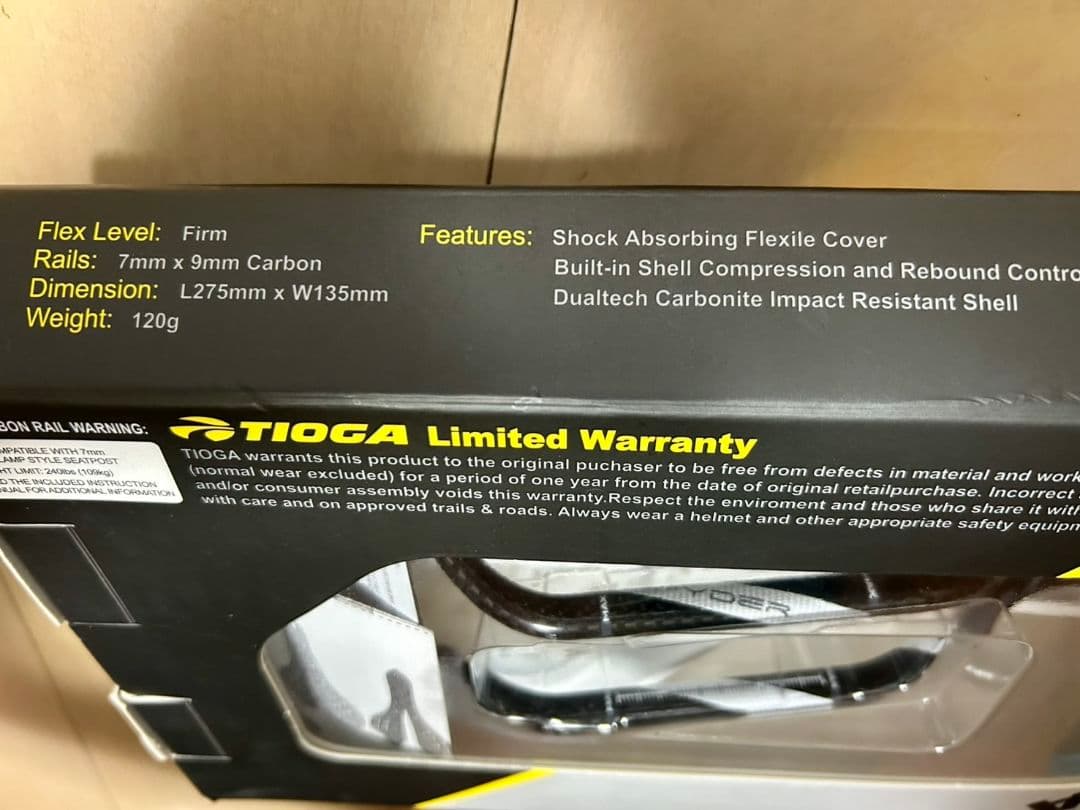 Flex Level: Firm
Rails: 7mm x 9mm Carbon
Dimension: L275mm x W135mm
Weight: 120g
Features: Shock Absorbing Flexile Cover
Built-in Shell Compression and Rebound Contro
Dualtech Carbonite Impact Resistant Shell
BON RAIL WARNING:
MPATIBLE WITH 7mm
LAMP STYLE SEATPOST
HT LIMIT: 240lbs (109kg)
D THE INCLUDED INSTRUCTION
NUAL FOR ADDITIONAL INFORMATION
TIOGA Limited Warranty
TIOGA warrants this product to the original puchaser to be free from defects in material and work
(normal wear excluded) for a period of one year from the date of original retailpurchase. Incorrect
and/or consumer assembly voids this warranty.Respect the enviroment and those who share it with
with care and on approved trails & roads. Always wear a helmet and other appropriate safety equipm
MAX
YDER
MAX